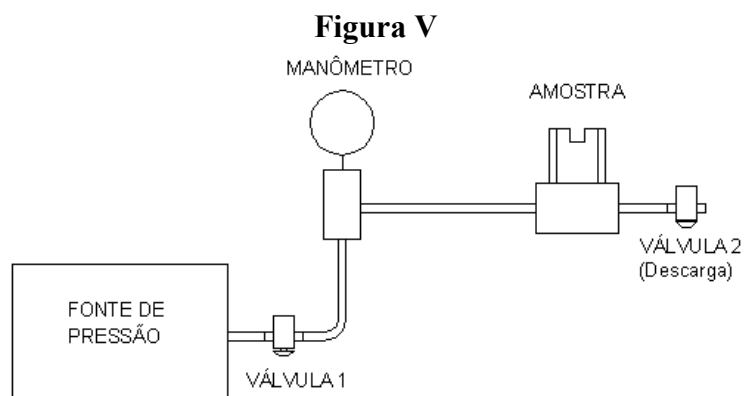 Figura V
MANÔMETRO
AMOSTRA
VÁLVULA 2
(Descarga)
FONTE DE
PRESSÃO
VÁLVULA 1